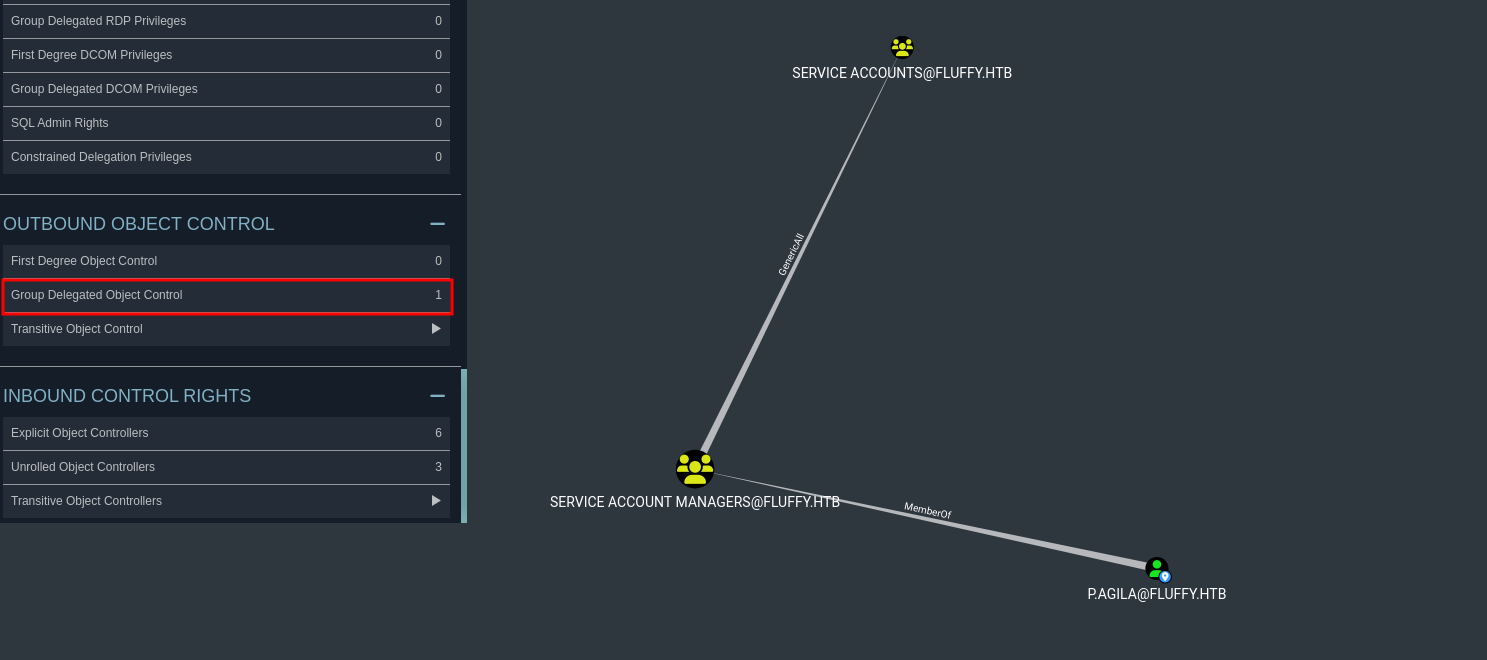 Group Delegated RDP Privileges 0
First Degree DCOM Privileges 0
Group Delegated DCOM Privileges 0
SQL Admin Rights 0
Constrained Delegation Privileges 0
OUTBOUND OBJECT CONTROL
First Degree Object Control 0
Group Delegated Object Control 1
Transitive Object Control
INBOUND CONTROL RIGHTS
Explicit Object Controllers 6
Unrolled Object Controllers 3
Transitive Object Controllers
SERVICE ACCOUNTS@FLUFFY.HTB
GenericAll
SERVICE ACCOUNT MANAGERS@FLUFFY.HTB
MemberOf
P.AGILA@FLUFFY.HTB